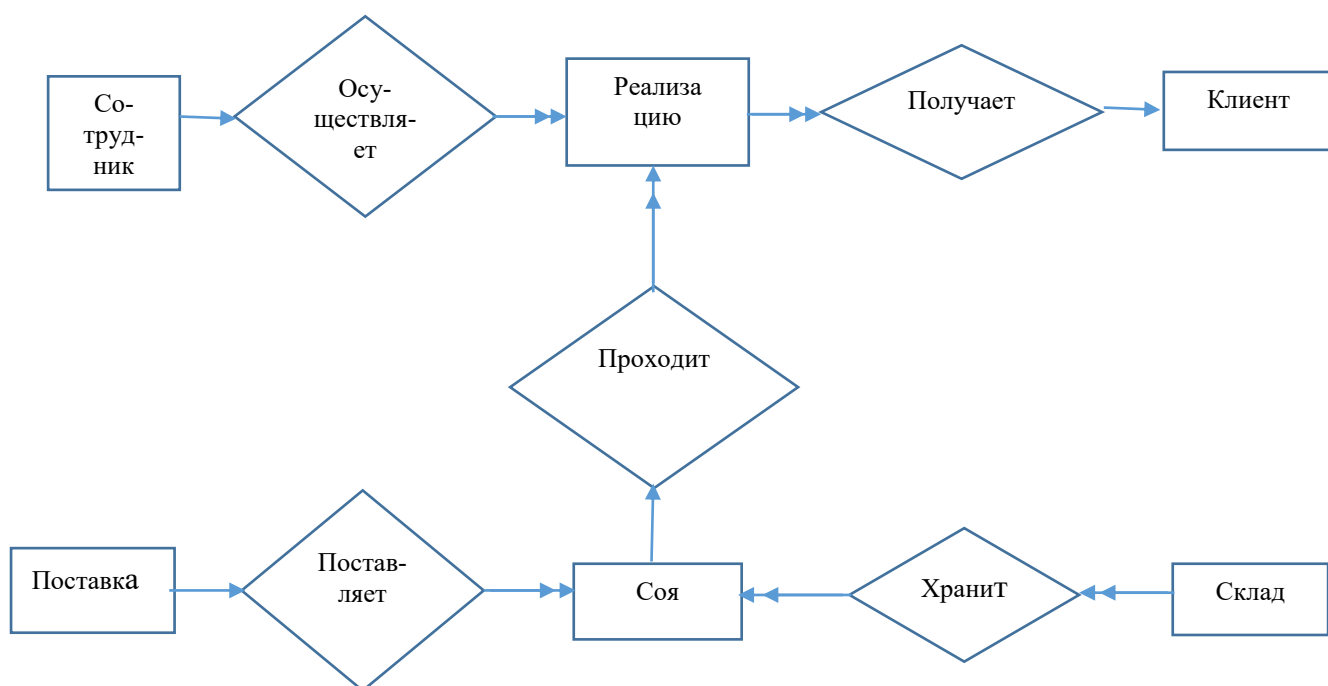 Со-
труд-
ник
Осу-
ществля-
ет
Реализа
цию
Получает
Клиент
Проходит
Поставка
Постав-
ляет
Соя
Хранит
Склад